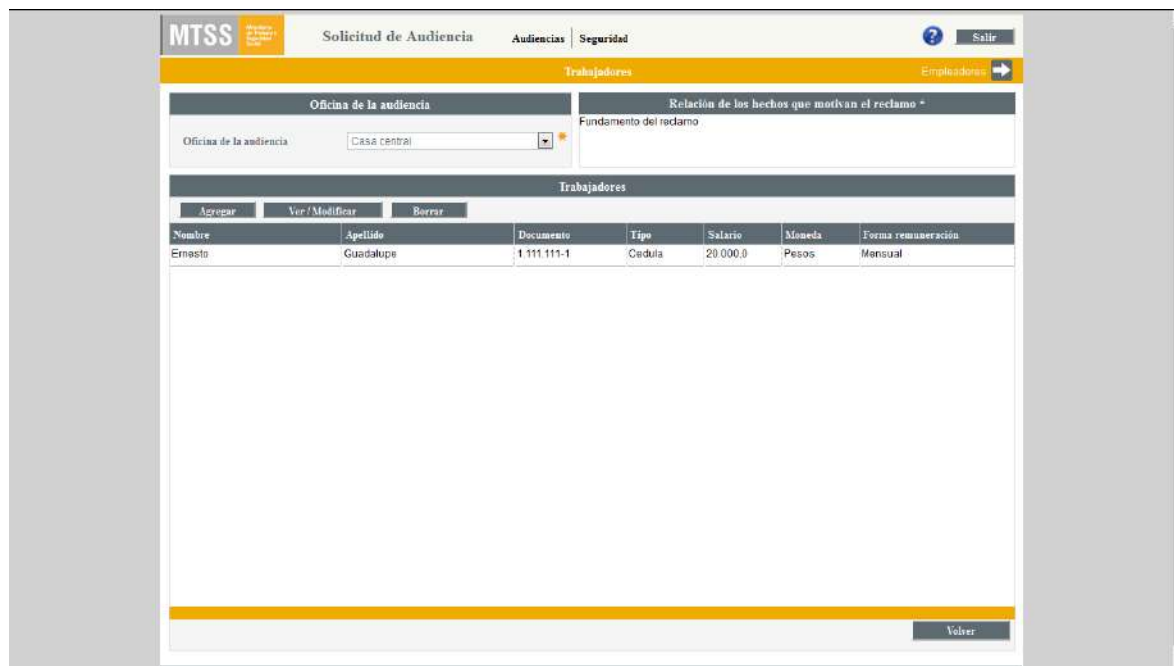 MTSS
Solicitud de Audiencia
Audiencias Seguridad
? Salir
Trabajadores
Empleadores
Oficina de la audiencia
Relación de los hechos que motivan el reclamo *
Fundamento del reclamo
Oficina de la audiencia Casa central *
Trabajadores
Agregar Ver / Modificar Borrar
Nombre Apellido Documento Tipo Salario Moneda Forma remuneración
Ernesto Guadalupe 1.111.111-1 Cedula 20.000,0 Pesos Mensual
Volver